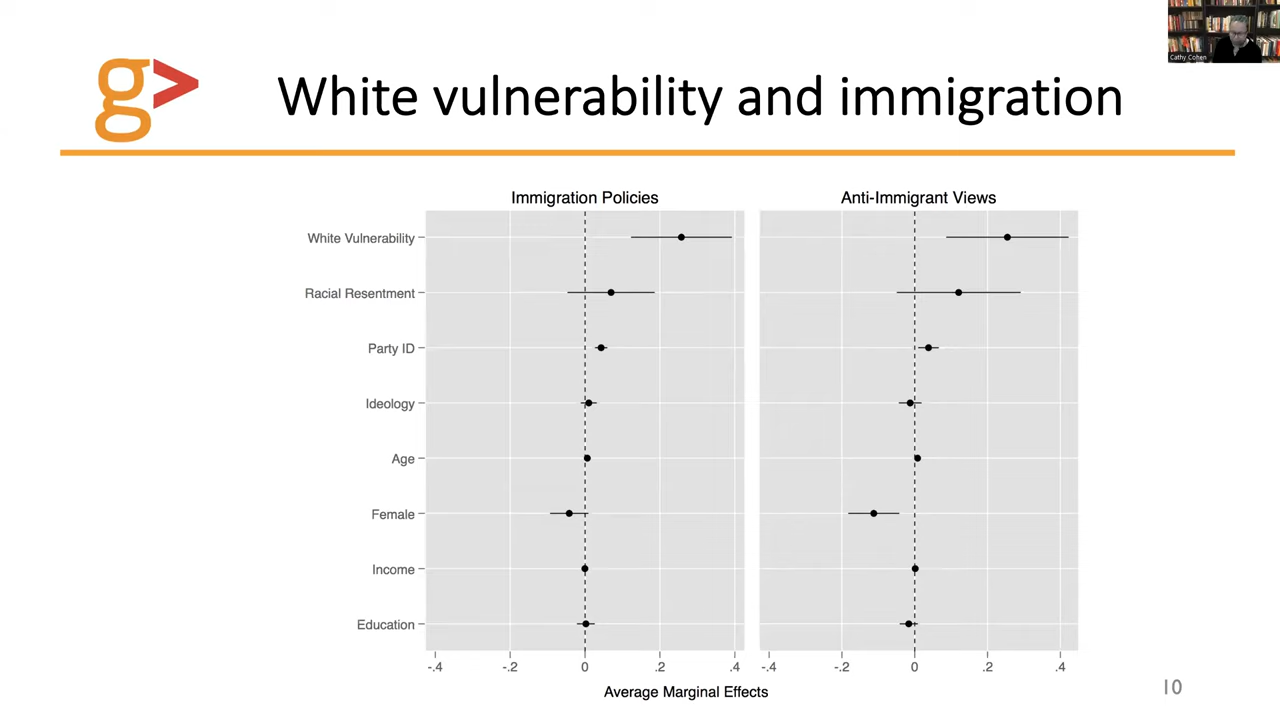 Cathy Cohen
g>
White vulnerability and immigration
Immigration Policies
Anti-Immigrant Views
White Vulnerability
Racial Resentment
Party ID
Ideology
Age
Female
Income
Education
-.4 -.2 0 .2 .4
-.4 -.2 0 .2 .4
Average Marginal Effects
10